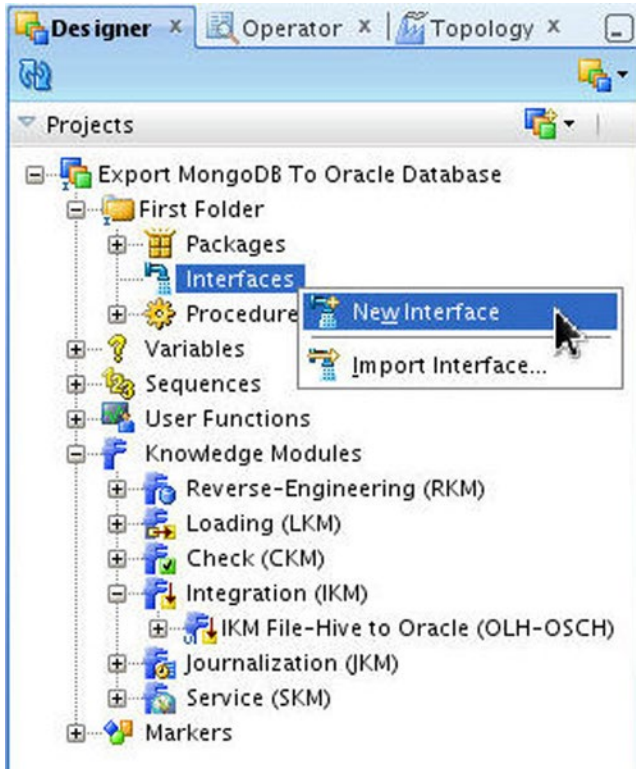 Designer Operator Topology
Projects
Export MongoDB To Oracle Database
First Folder
Packages
Interfaces
New Interface
Procedure
Import Interface...
Variables
Sequences
User Functions
Knowledge Modules
Reverse-Engineering (RKM)
Loading (LKM)
Check (CKM)
Integration (IKM)
IKM File-Hive to Oracle (OLH-OSCH)
Journalization (JKM)
Service (SKM)
Markers